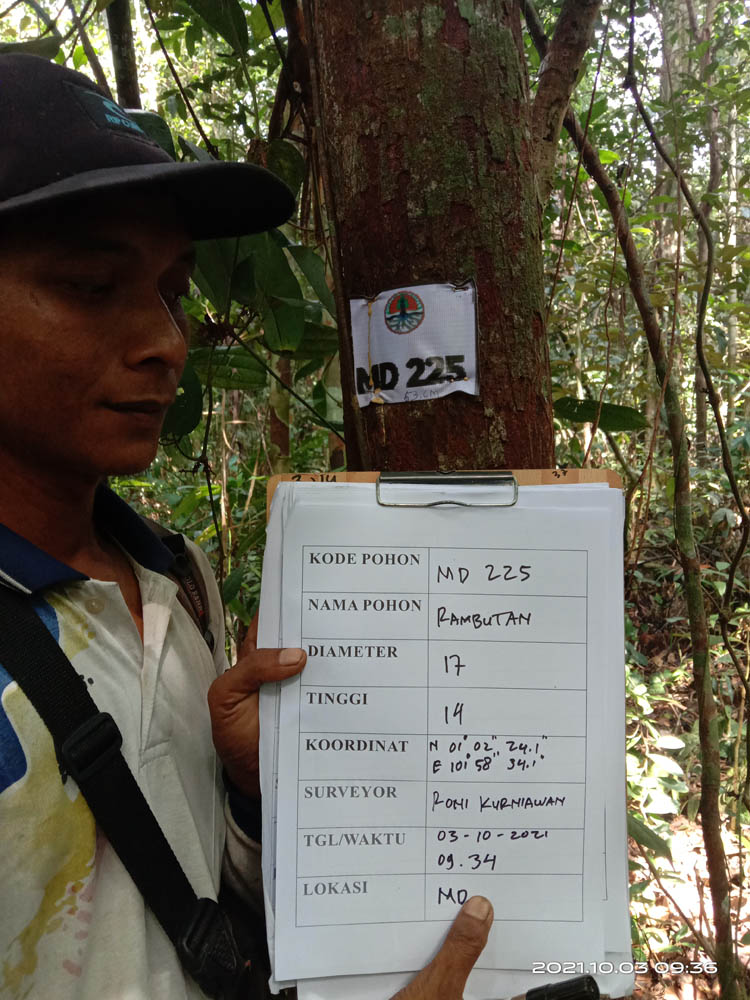 MD 225
53 CM
KODE POHON MD 225
NAMA POHON RAMBUTAN
DIAMETER 17
TINGGI 14
KOORDINAT N 01° 02" 24.1"
E 101° 58" 34.1"
SURVEYOR RONI KURNIAWAN
TGL/WAKTU 03-10-2021
09.34
LOKASI MD
2021.10.03 09:36